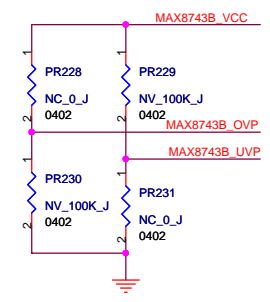 MAX8743B_VCC
1
1
PR228
PR229
NC_0_J
NV_100K_J
0402
0402
2
2
MAX8743B_OVP
MAX8743B_UVP
1
1
PR230
PR231
NV_100K_J
NC_0_J
0402
0402
2
2